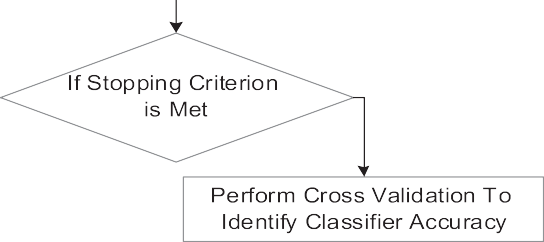 If Stopping Criterion
is Met
Perform Cross Validation To
Identify Classifier Accuracy